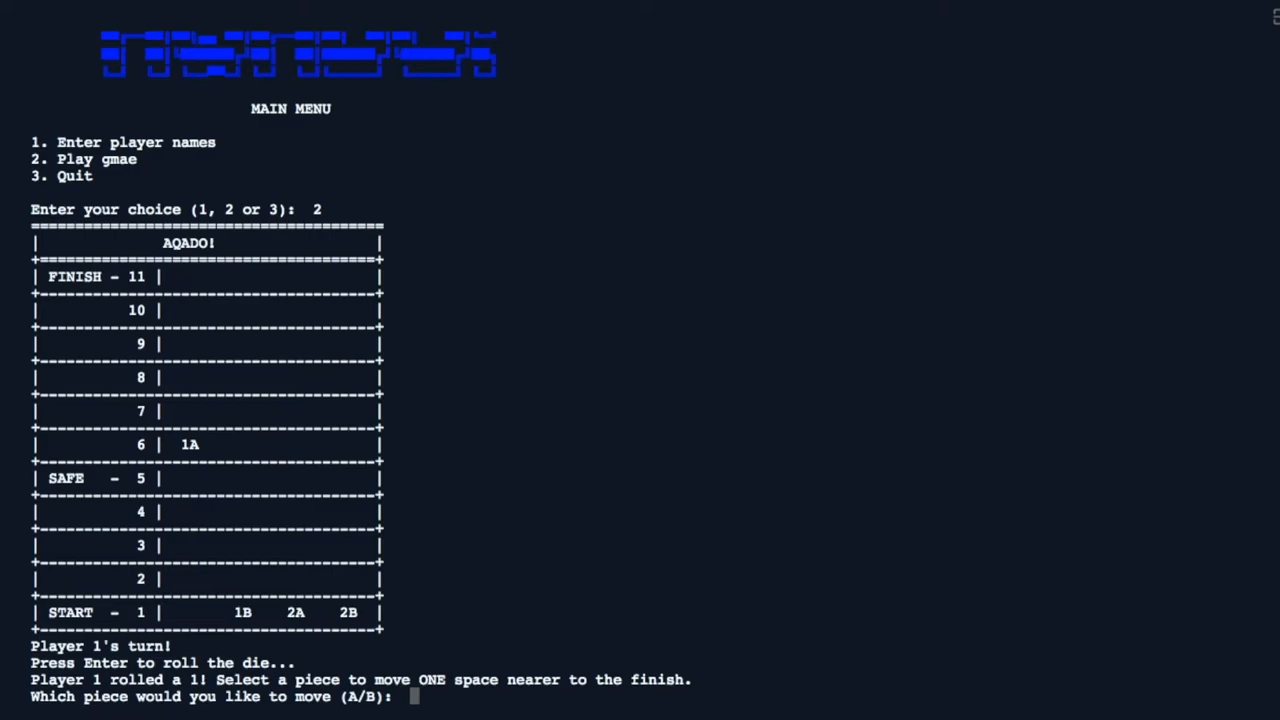 MAIN MENU
1. Enter player names
2. Play gmae
3. Quit
Enter your choice (1, 2 or 3): 2
AQADO!
FINISH - 11
10
9
8
7
6 | 1A
SAFE - 5
4
3
2
START - 1 | 1B 2A 2B
Player 1's turn!
Press Enter to roll the die...
Player 1 rolled a 1! Select a piece to move ONE space nearer to the finish.
Which piece would you like to move (A/B):